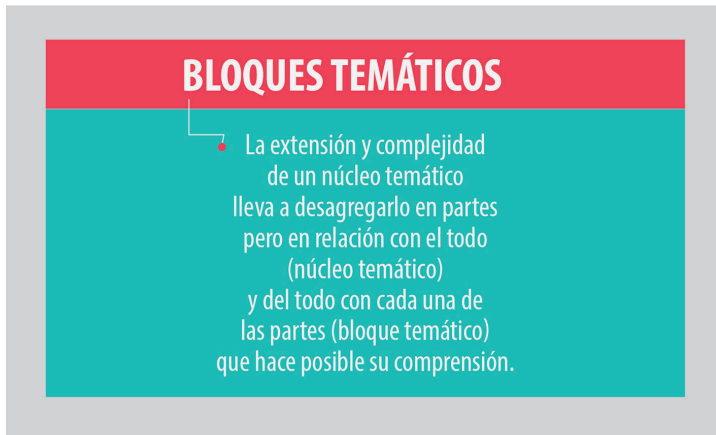 BLOQUES TEMÁTICOS
La extensión y complejidad
de un núcleo temático
lleva a desagregarlo en partes
pero en relación con el todo
(núcleo temático)
y del todo con cada una de
las partes (bloque temático)
que hace posible su comprensión.